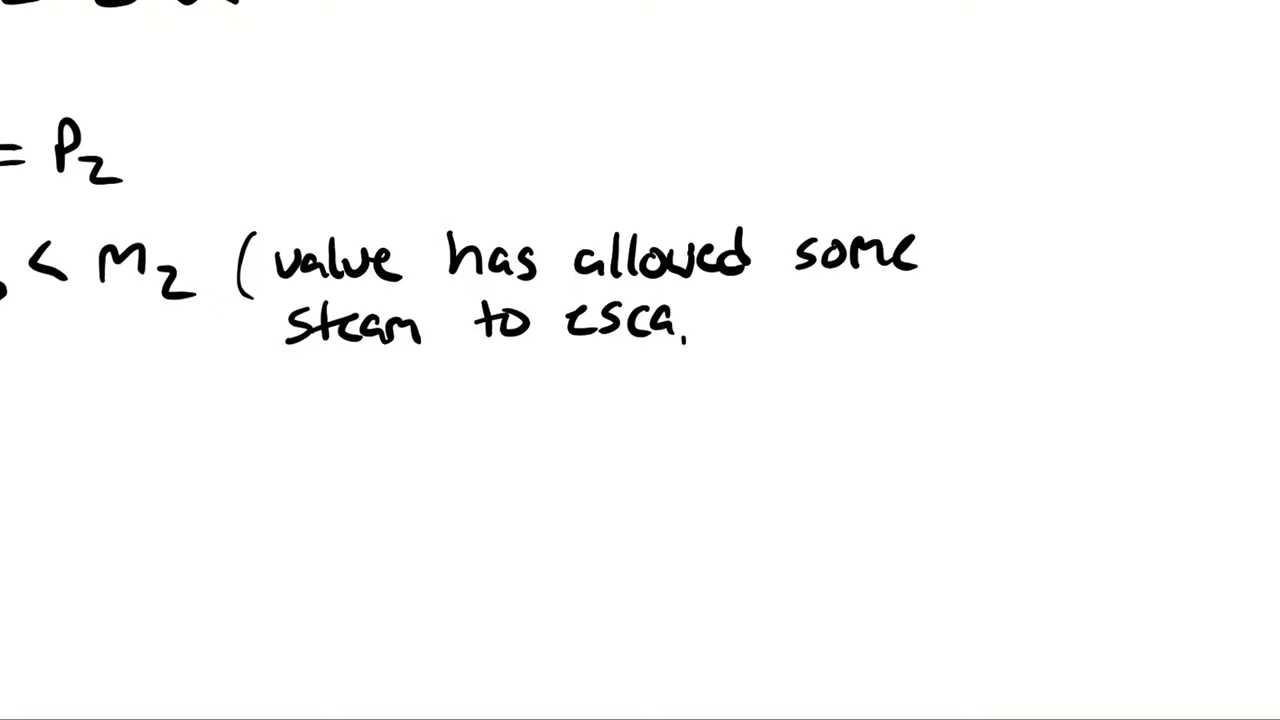 = P2
< M2 (value has allowed some
steam to esca